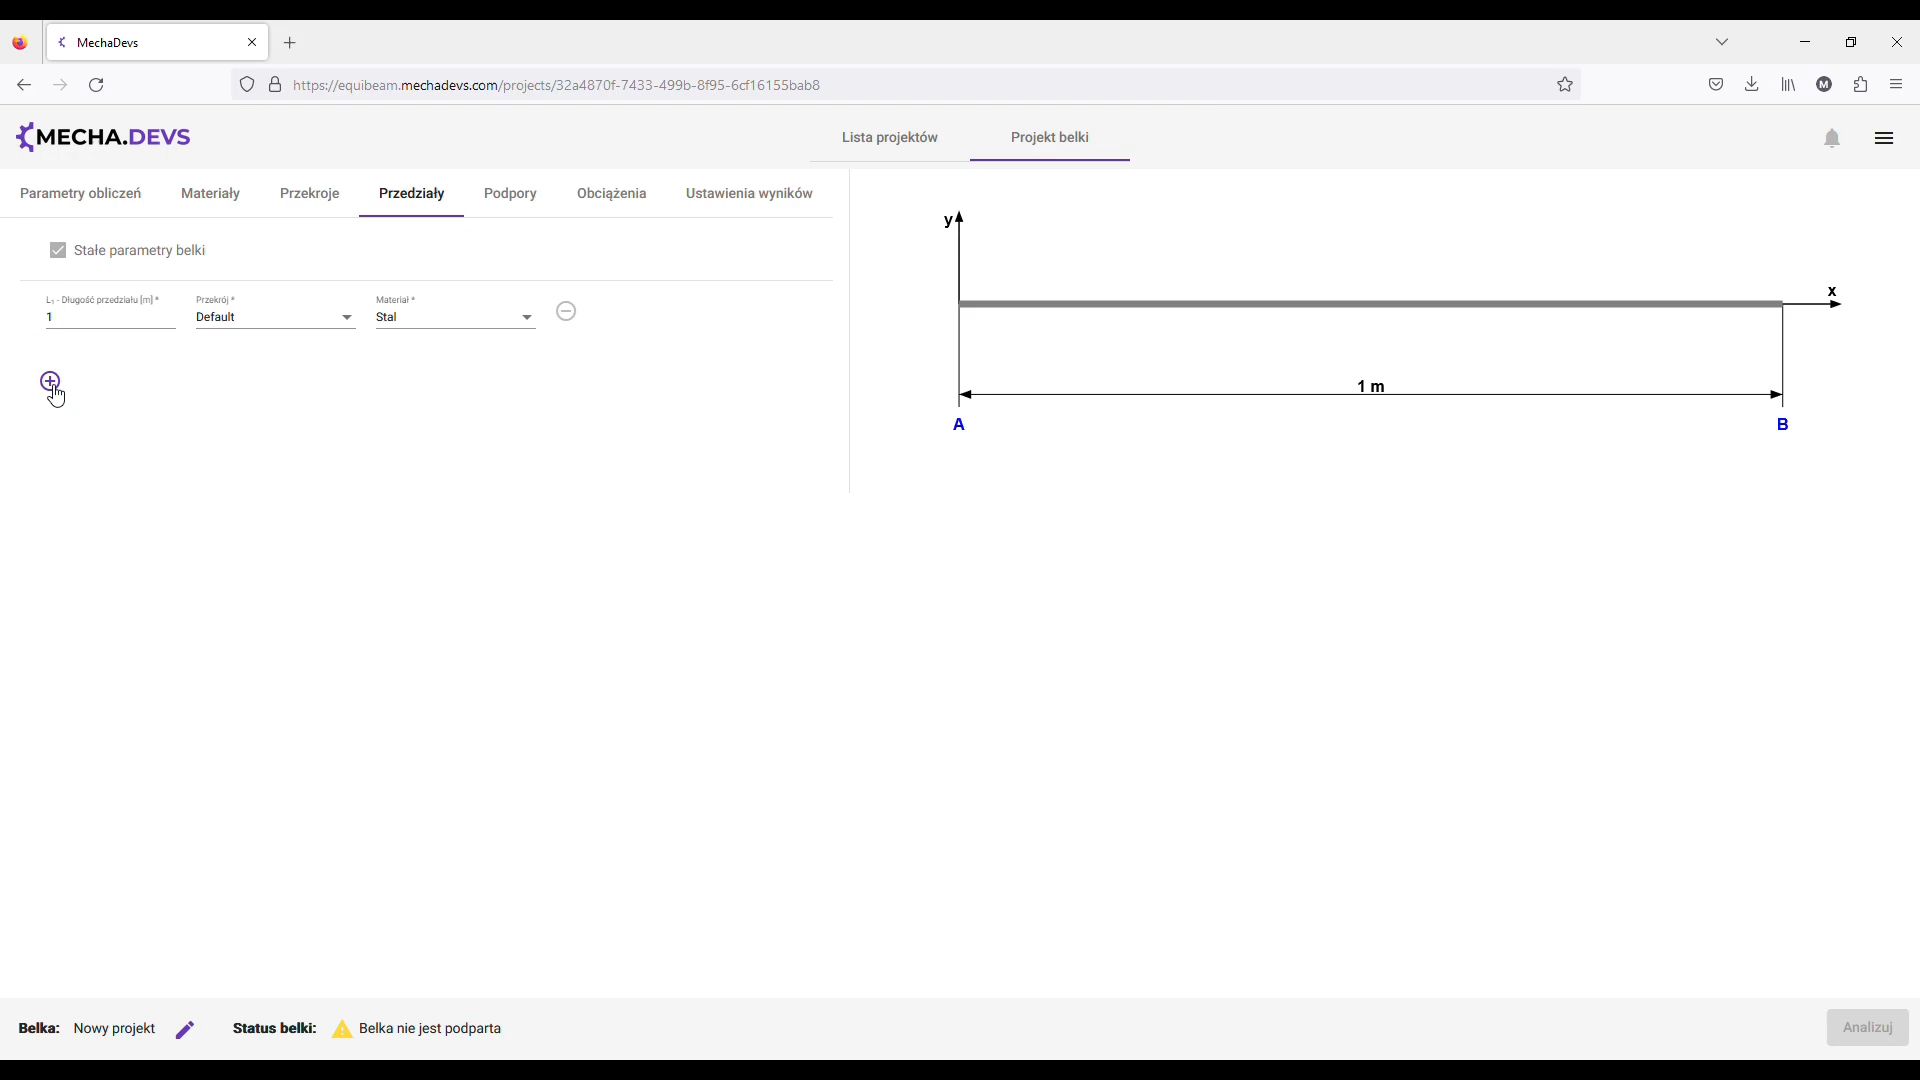 MechaDevs
https://equibeam.mechadevs.com/projects/32a4870f-7433-499b-8f95-6cf16155bab8
M
MECHA.DEVS
Lista projektów
Projekt belki
Parametry obliczeń
Materiały
Przekroje
Przedziały
Podpory
Obciążenia
Ustawienia wyników
Stałe parametry belki
L₁ - Długość przedziału [m] *
1
Przekrój *
Default
Materiał *
Stal
y
x
1 m
A
B
Belka: Nowy projekt
Status belki: Belka nie jest podparta
Analizuj